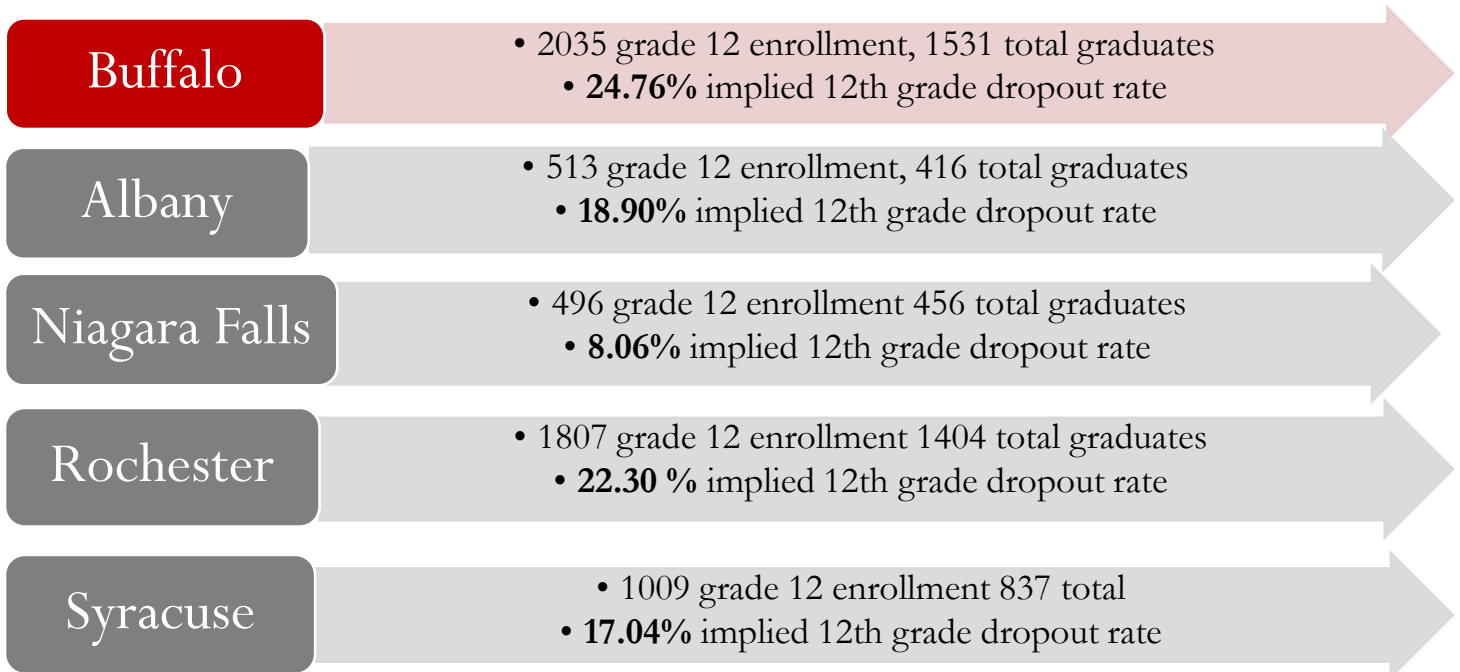 Buffalo
• 2035 grade 12 enrollment, 1531 total graduates
• 24.76% implied 12th grade dropout rate
Albany
• 513 grade 12 enrollment, 416 total graduates
• 18.90% implied 12th grade dropout rate
Niagara Falls
• 496 grade 12 enrollment 456 total graduates
• 8.06% implied 12th grade dropout rate
Rochester
• 1807 grade 12 enrollment 1404 total graduates
• 22.30 % implied 12th grade dropout rate
Syracuse
• 1009 grade 12 enrollment 837 total
• 17.04% implied 12th grade dropout rate